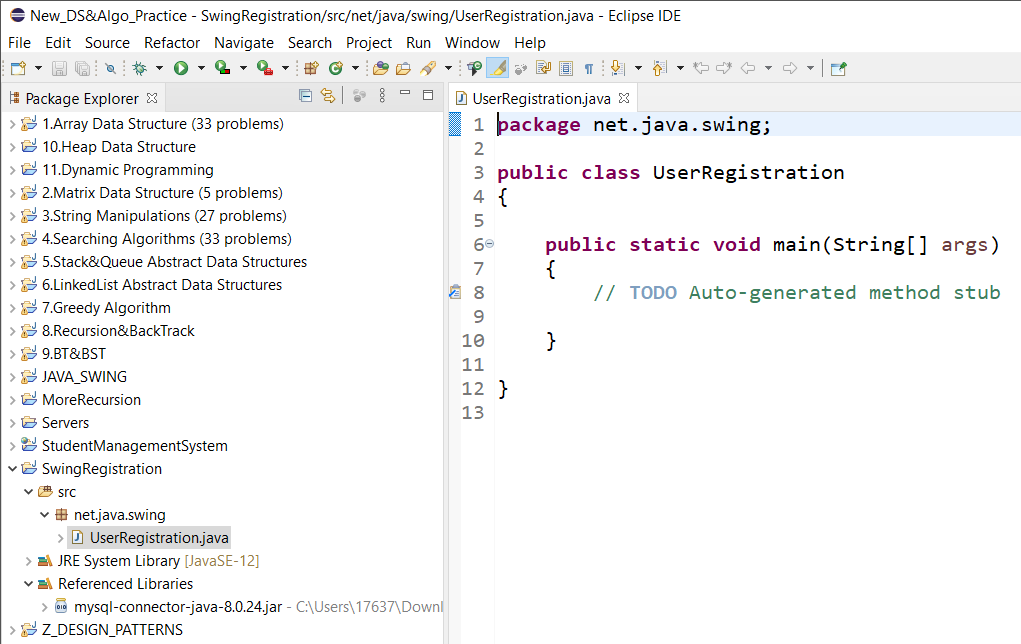 New_DS&Algo_Practice - SwingRegistration/src/net/java/swing/UserRegistration.java - Eclipse IDE
File Edit Source Refactor Navigate Search Project Run Window Help
Package Explorer
1.Array Data Structure (33 problems)
10.Heap Data Structure
11.Dynamic Programming
2.Matrix Data Structure (5 problems)
3.String Manipulations (27 problems)
4.Searching Algorithms (33 problems)
5.Stack&Queue Abstract Data Structures
6.LinkedList Abstract Data Structures
7.Greedy Algorithm
8.Recursion&BackTrack
9.BT&BST
JAVA_SWING
MoreRecursion
Servers
StudentManagementSystem
SwingRegistration
src
net.java.swing
UserRegistration.java
JRE System Library [JavaSE-12]
Referenced Libraries
mysql-connector-java-8.0.24.jar - C:\Users\17637\Downl
Z_DESIGN_PATTERNS
UserRegistration.java
1 package net.java.swing;
2
3 public class UserRegistration
4 {
5
6 public static void main(String[] args)
7 {
8 // TODO Auto-generated method stub
9
10 }
11
12 }
13